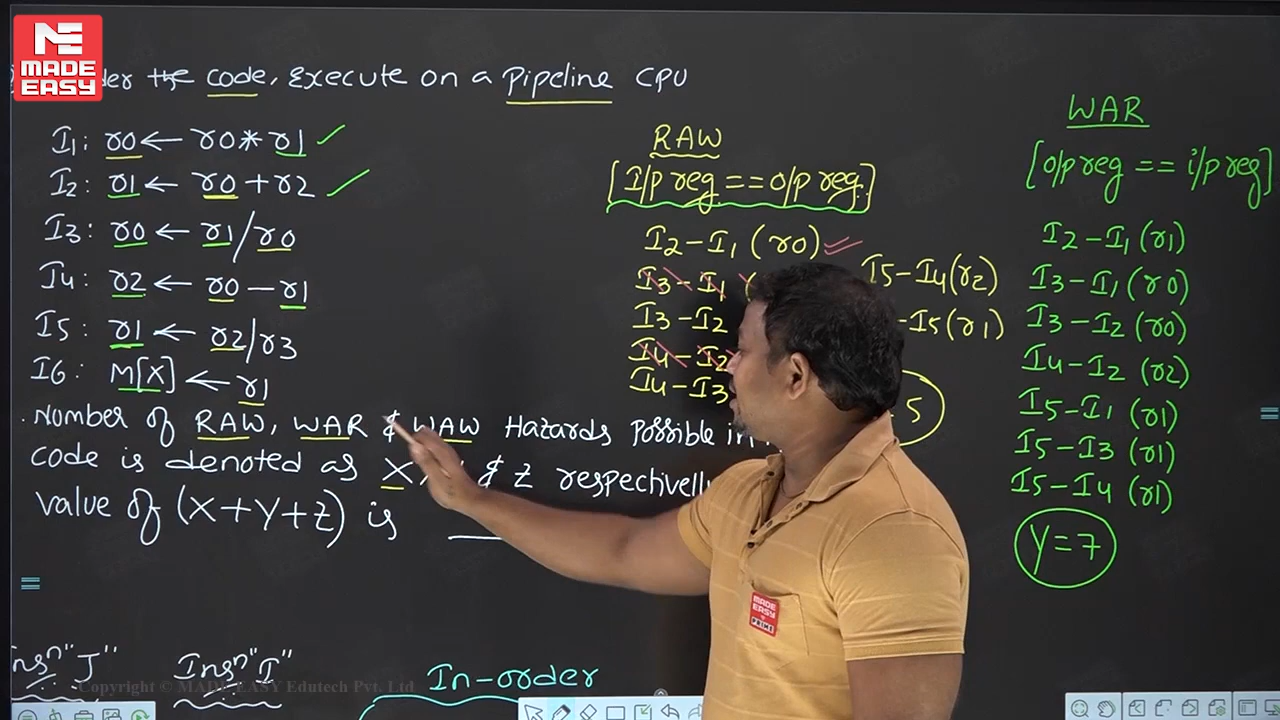 MADE EASY
der the code, Execute on a Pipeline CPU
I1: r0 ← r0 * r1 ✓
I2: r1 ← r0 + r2 ✓
I3: r0 ← r1/r0
I4: r2 ← r0 - r1
I5: r1 ← r2/r3
I6: M[X] ← r1
Number of RAW, WAR & WAW Hazards Possible in
code is denoted as X & Z respectivelly
value of (X+Y+Z) is
RAW
[I/P reg == O/P reg]
I2-I1 (r0)
I3-I1 (
I3-I2
I4-I2
I4-I3
I5-I4 (r2)
-I5 (r1)
5
WAR
[O/P reg == i/P reg]
I2-I1 (r1)
I3-I1 (r0)
I3-I2 (r0)
I4-I2 (r2)
I5-I1 (r1)
I5-I3 (r1)
I5-I4 (r1)
Y=7
MADE EASY PRIME
Insn "J" Insn "I"
In-order
Copyright © MADE EASY Edutech Pvt. Ltd